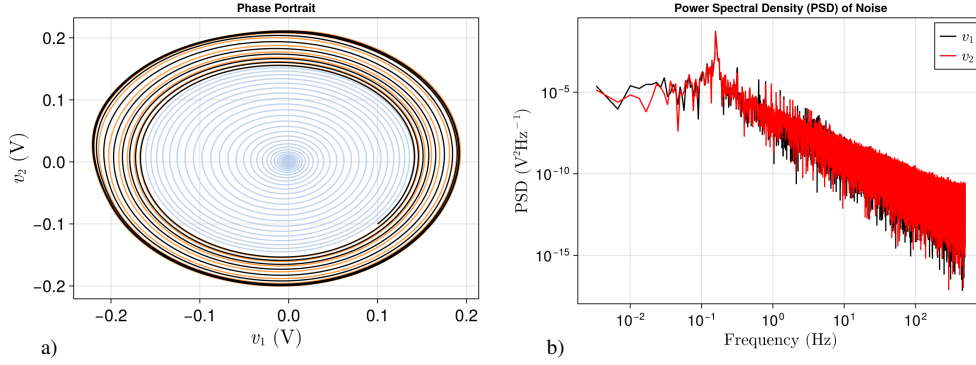 Phase Portrait
0.2
0.1
0.0
−0.1
−0.2
v₂ (V)
−0.2 −0.1 0.0 0.1 0.2
v₁ (V)
a)
Power Spectral Density (PSD) of Noise
v₁
v₂
10⁻⁵
10⁻¹⁰
10⁻¹⁵
PSD (V²Hz⁻¹)
10⁻² 10⁻¹ 10⁰ 10¹ 10²
Frequency (Hz)
b)